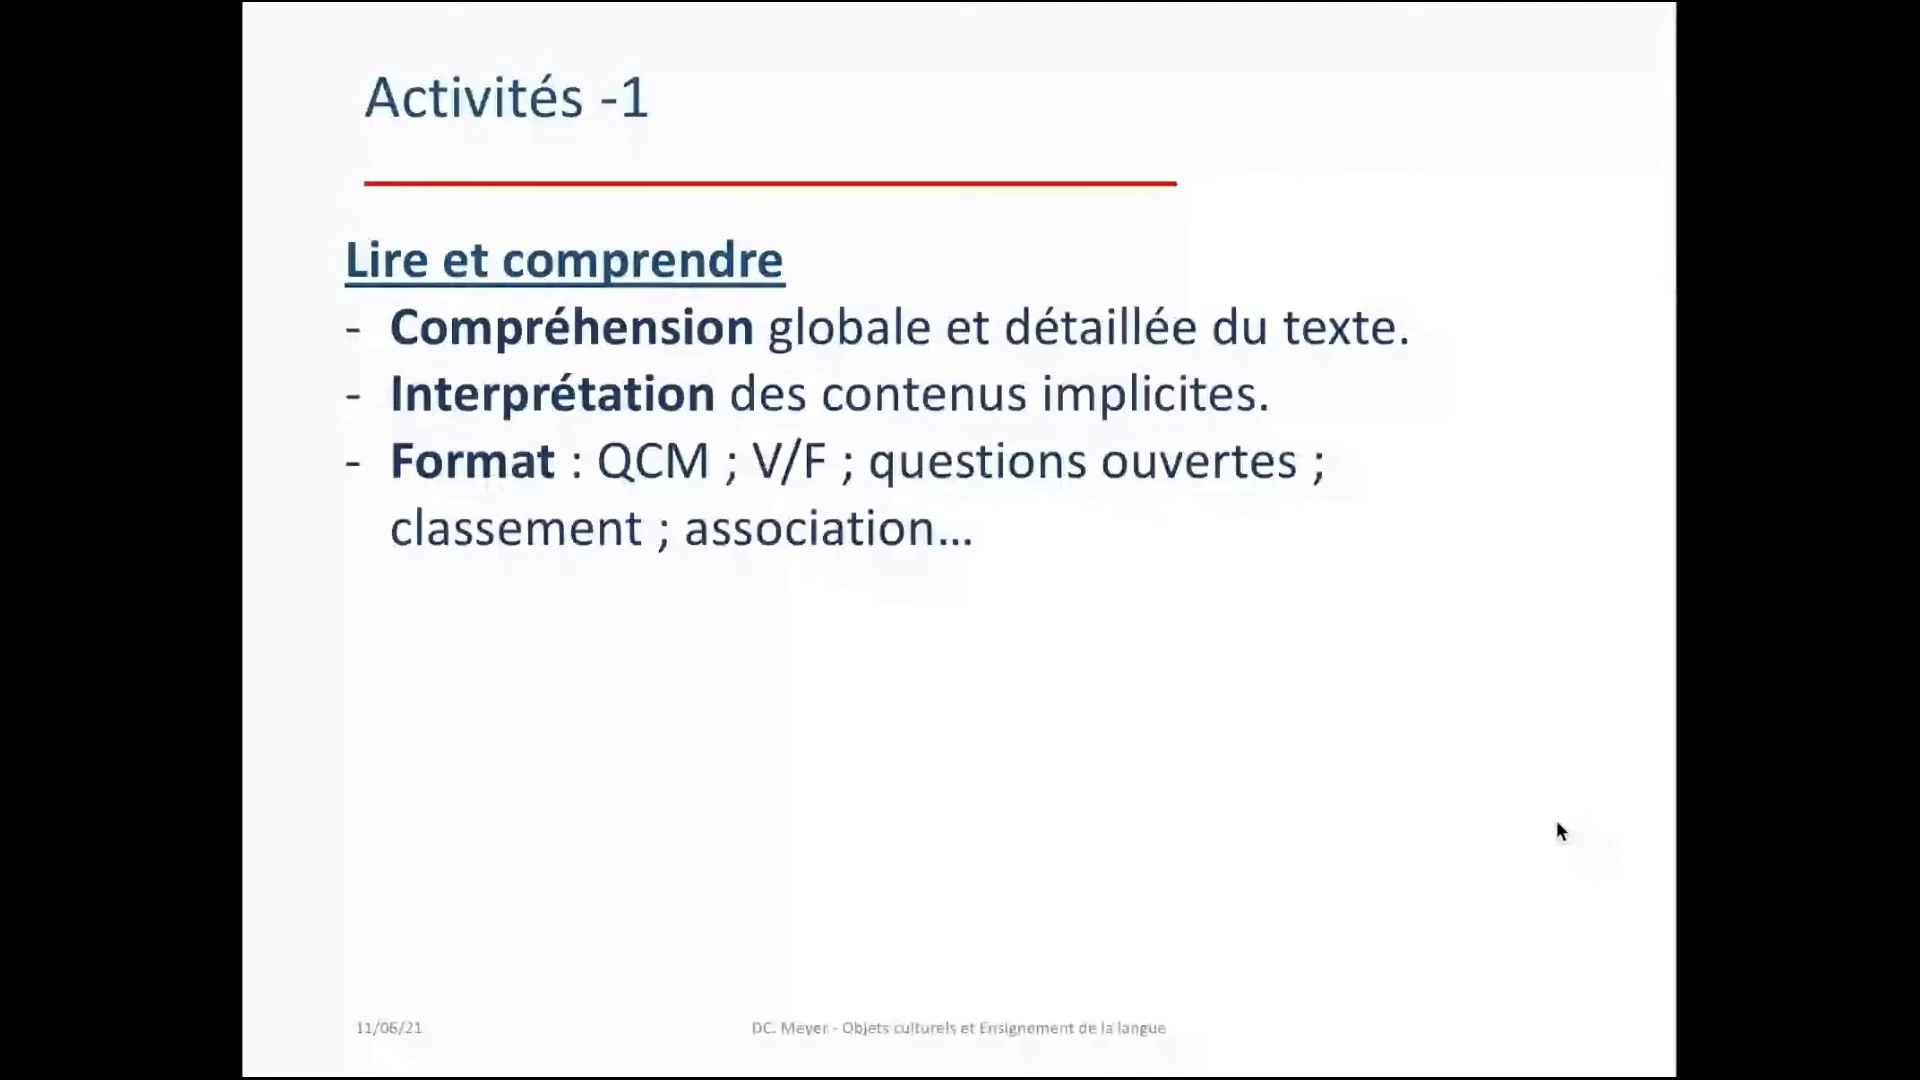 Activités -1
Lire et comprendre
- Compréhension globale et détaillée du texte.
- Interprétation des contenus implicites.
- Format : QCM ; V/F ; questions ouvertes ;
classement ; association...
11/06/21
DC. Meyer - Objets culturels et Ensignement de la langue